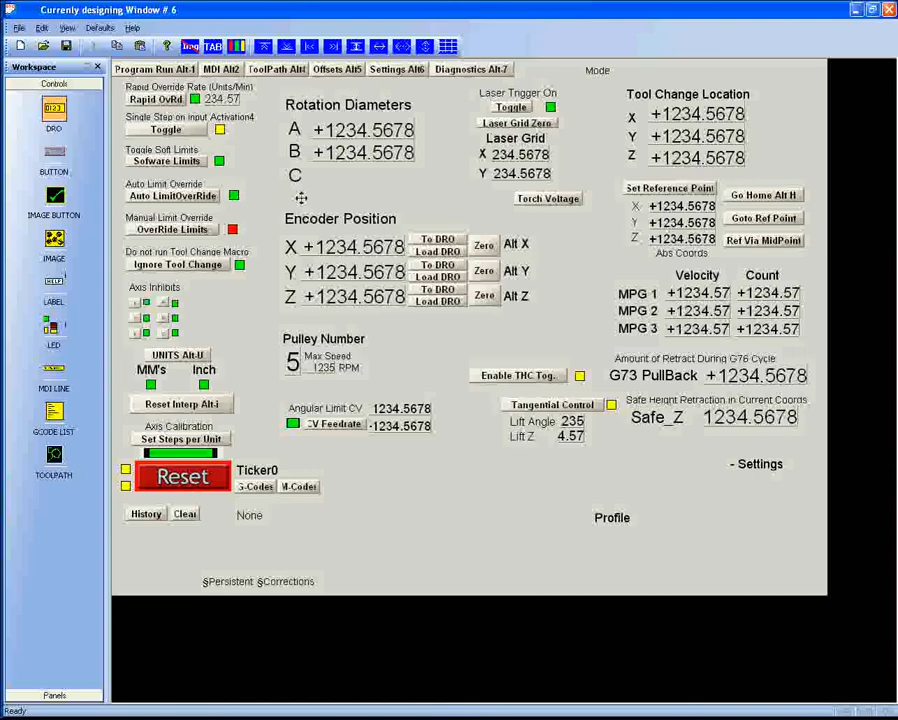 Currenly designing Window # 6
File Edit View Defaults Help
Img TAB
Workspace
Controls
DRO
BUTTON
IMAGE BUTTON
IMAGE
HELP
LABEL
LED
MDI LINE
GCODE LIST
TOOLPATH
Panels
Ready
Program Run Alt-1 MDI Alt2 ToolPath Alt4 Offsets Alt5 Settings Alt6 Diagnostics Alt-7
Mode
Rapid Override Rate (Units/Min)
Rapid OvRd 234.57
Single Step on Input Activation4
Toggle
Toggle Soft Limits
Sofware Limits
Auto Limit Override
Auto LimitOverRide
Manual Limit Override
OverRide Limits
Do not run Tool Change Macro
Ignore Tool Change
Axis Inhibits
UNITS Alt-U
MM's Inch
Reset Interp Alt-i
Axis Calibration
Set Steps per Unit
Reset
History Clear
Rotation Diameters
A +1234.5678
B +1234.5678
C
Encoder Position
X +1234.5678 To DRO Load DRO Zero Alt X
Y +1234.5678 To DRO Load DRO Zero Alt Y
Z +1234.5678 To DRO Load DRO Zero Alt Z
Pulley Number
5 Max Speed
1235 RPM
Angular Limit CV 1234.5678
CV Feedrate -1234.5678
Ticker0
G-Codes M-Codes
None
§Persistent §Corrections
Laser Trigger On
Toggle
Laser Grid Zero
Laser Grid
X 234.5678
Y 234.5678
Torch Voltage
Enable THC Tog.
Tangential Control
Lift Angle 235
Lift Z 4.57
Tool Change Location
X +1234.5678
Y +1234.5678
Z +1234.5678
Set Reference Point
X +1234.5678
Y +1234.5678
Z +1234.5678
Abs Coords
Go Home Alt H
Goto Ref Point
Ref Via MidPoint
Velocity Count
MPG 1 +1234.57 +1234.57
MPG 2 +1234.57 +1234.57
MPG 3 +1234.57 +1234.57
Amount of Retract During G76 Cycle
G73 PullBack +1234.5678
Safe Height Retraction in Current Coords
Safe_Z 1234.5678
- Settings
Profile